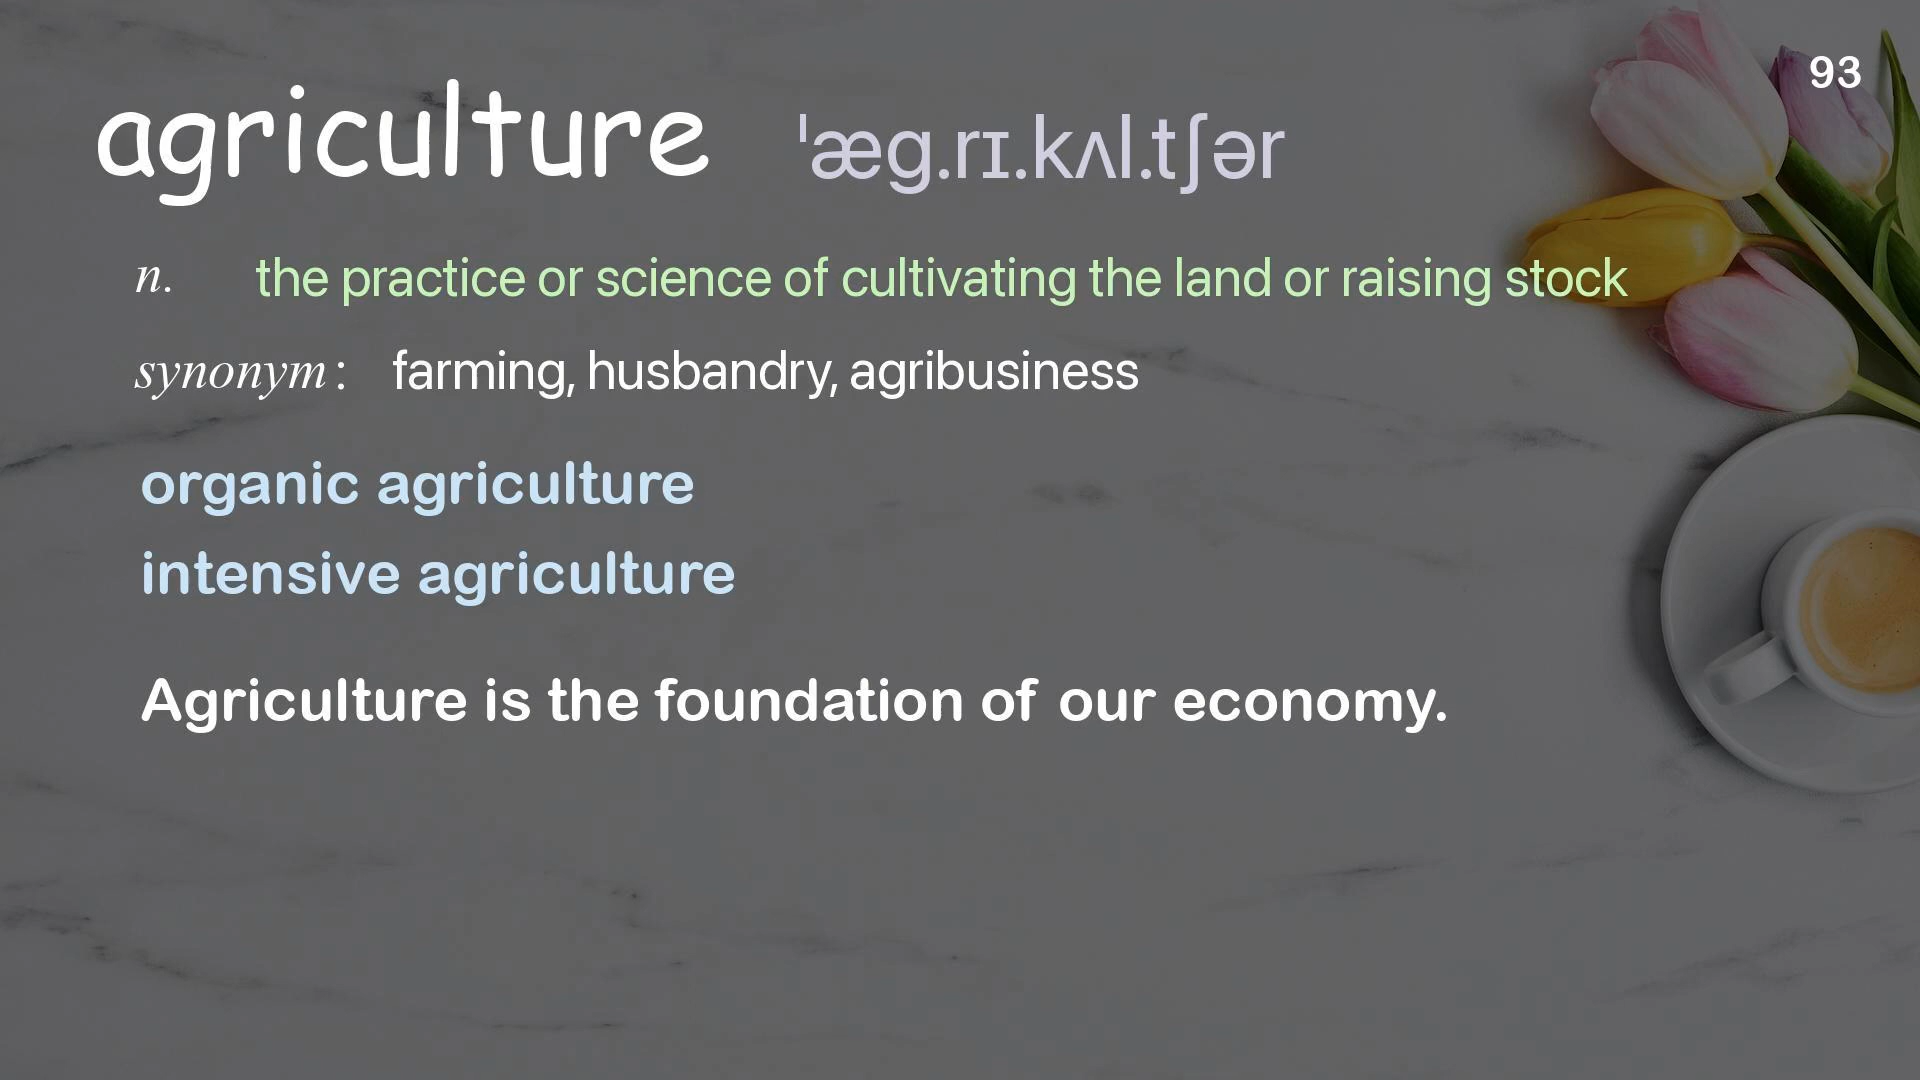 93
agriculture ˈæg.rɪ.kʌl.tʃər
n. the practice or science of cultivating the land or raising stock
synonym : farming, husbandry, agribusiness
organic agriculture
intensive agriculture
Agriculture is the foundation of our economy.